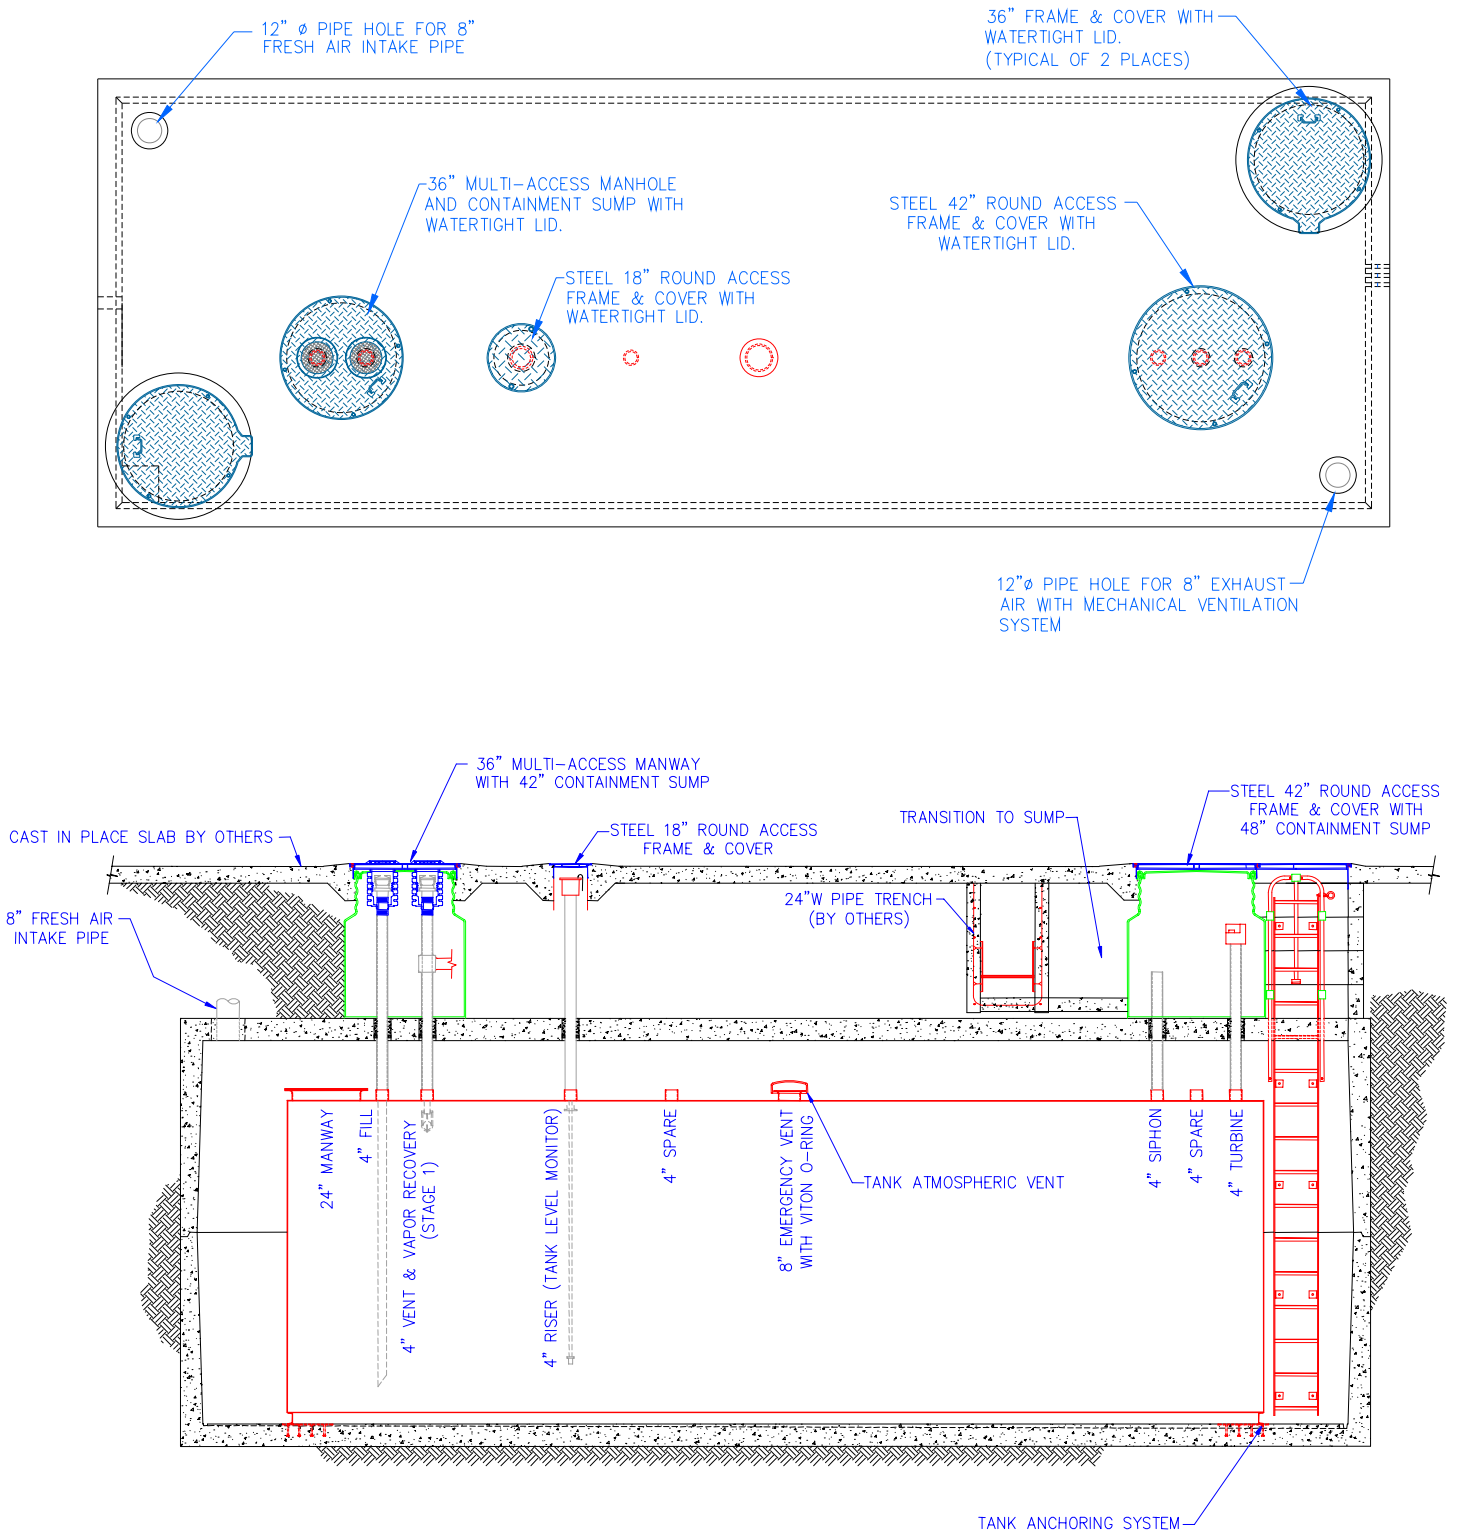 12” ø PIPE HOLE FOR 8”
FRESH AIR INTAKE PIPE
36” FRAME & COVER WITH
WATERTIGHT LID.
(TYPICAL OF 2 PLACES)
36” MULTI-ACCESS MANHOLE
AND CONTAINMENT SUMP WITH
WATERTIGHT LID.
STEEL 42” ROUND ACCESS
FRAME & COVER WITH
WATERTIGHT LID.
STEEL 18” ROUND ACCESS
FRAME & COVER WITH
WATERTIGHT LID.
12”ø PIPE HOLE FOR 8” EXHAUST
AIR WITH MECHANICAL VENTILATION
SYSTEM
36” MULTI-ACCESS MANWAY
WITH 42” CONTAINMENT SUMP
CAST IN PLACE SLAB BY OTHERS
STEEL 18” ROUND ACCESS
FRAME & COVER
TRANSITION TO SUMP
STEEL 42” ROUND ACCESS
FRAME & COVER WITH
48” CONTAINMENT SUMP
8” FRESH AIR
INTAKE PIPE
24”W PIPE TRENCH
(BY OTHERS)
24” MANWAY
4” FILL
4” VENT & VAPOR RECOVERY
(STAGE 1)
4” RISER (TANK LEVEL MONITOR)
4” SPARE
8” EMERGENCY VENT
WITH VITON O-RING
TANK ATMOSPHERIC VENT
4” SIPHON
4” SPARE
4” TURBINE
TANK ANCHORING SYSTEM